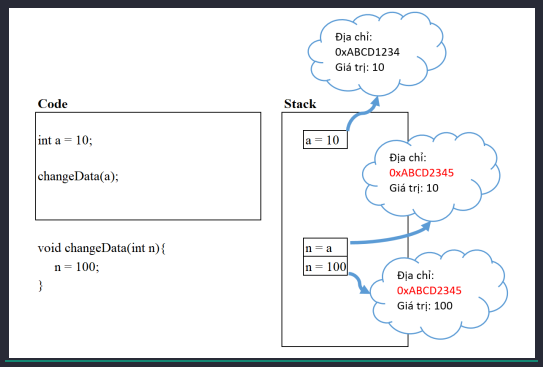 Địa chỉ:
0xABCD1234
Giá trị: 10
Code
Stack
int a = 10;
a = 10
changeData(a);
Địa chỉ:
0xABCD2345
Giá trị: 10
void changeData(int n){
n = 100;
}
n = a
n = 100
Địa chỉ:
0xABCD2345
Giá trị: 100